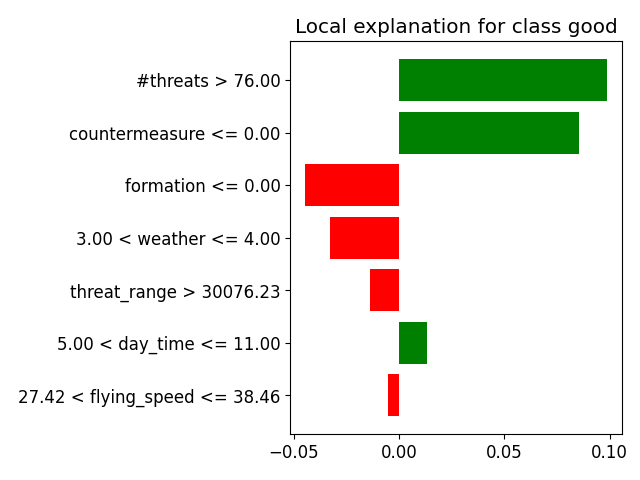 Local explanation for class good
#threats > 76.00
countermeasure <= 0.00
formation <= 0.00
3.00 < weather <= 4.00
threat_range > 30076.23
5.00 < day_time <= 11.00
27.42 < flying_speed <= 38.46
−0.05 0.00 0.05 0.10